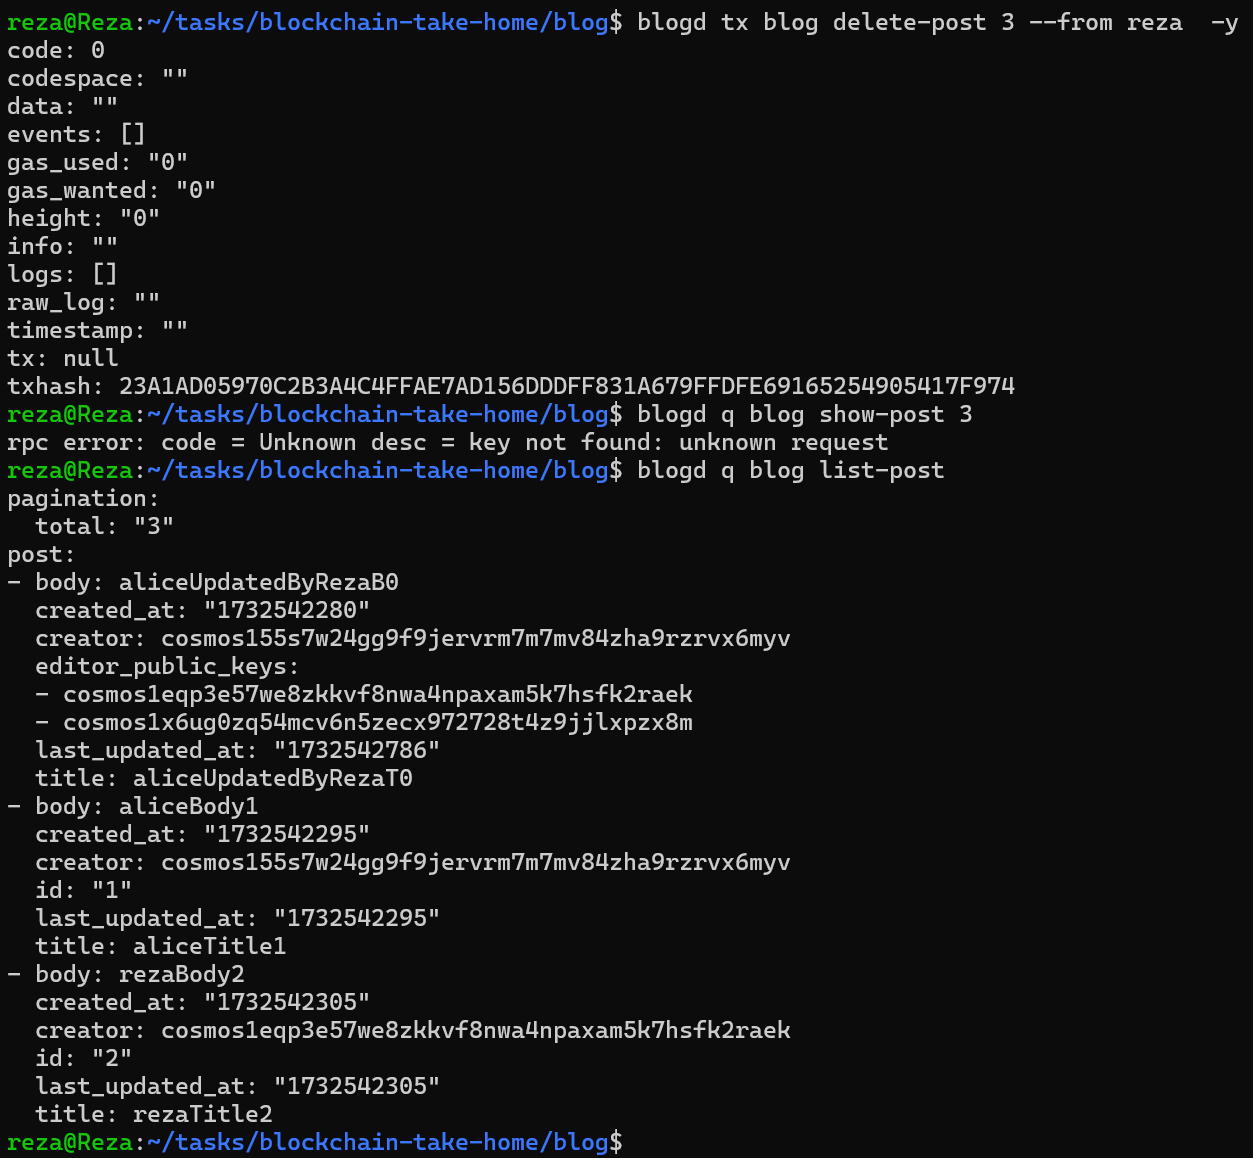 reza@Reza:~/tasks/blockchain-take-home/blog$ blogd tx blog delete-post 3 --from reza  -y
code: 0
codespace: ""
data: ""
events: []
gas_used: "0"
gas_wanted: "0"
height: "0"
info: ""
logs: []
raw_log: ""
timestamp: ""
tx: null
txhash: 23A1AD05970C2B3A4C4FFAE7AD156DDDFF831A679FFDFE69165254905417F974
reza@Reza:~/tasks/blockchain-take-home/blog$ blogd q blog show-post 3
rpc error: code = Unknown desc = key not found: unknown request
reza@Reza:~/tasks/blockchain-take-home/blog$ blogd q blog list-post
pagination:
  total: "3"
post:
- body: aliceUpdatedByRezaB0
  created_at: "1732542280"
  creator: cosmos155s7w24gg9f9jervrm7m7mv84zha9rzrvx6myv
  editor_public_keys:
  - cosmos1eqp3e57we8zkkvf8nwa4npaxam5k7hsfk2raek
  - cosmos1x6ug0zq54mcv6n5zecx972728t4z9jjlxpzx8m
  last_updated_at: "1732542786"
  title: aliceUpdatedByRezaT0
- body: aliceBody1
  created_at: "1732542295"
  creator: cosmos155s7w24gg9f9jervrm7m7mv84zha9rzrvx6myv
  id: "1"
  last_updated_at: "1732542295"
  title: aliceTitle1
- body: rezaBody2
  created_at: "1732542305"
  creator: cosmos1eqp3e57we8zkkvf8nwa4npaxam5k7hsfk2raek
  id: "2"
  last_updated_at: "1732542305"
  title: rezaTitle2
reza@Reza:~/tasks/blockchain-take-home/blog$